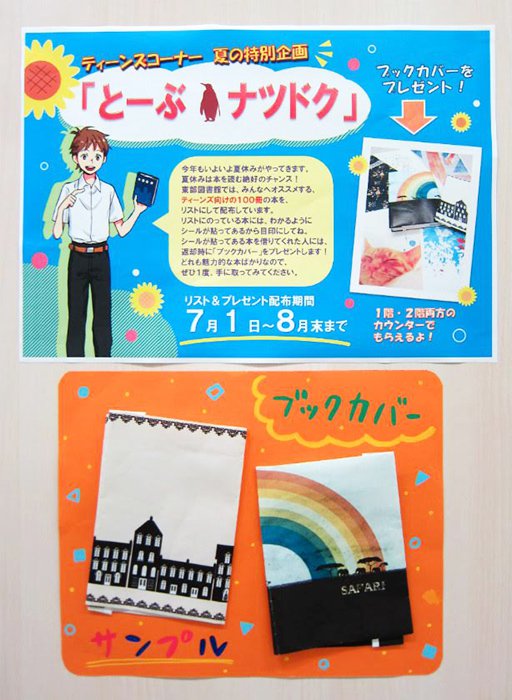 ティーンズコーナー 夏の特別企画
「とーぶ ナツドク」
ブックカバーを
プレゼント！
今年もいよいよ夏休みがやってきます。
夏休みは本を読む絶好のチャンス！
東部図書館では、みんなへオススメする、
ティーンズ向けの100冊の本を、
リストにして配布しています。
リストにのっている本には、わかるように
シールが貼ってあるから目印にしてね。
シールが貼ってある本を借りてくれた人には、
返却時に「ブックカバー」をプレゼントします！
どれも魅力的な本ばかりなので、
ぜひ1度、手に取ってみてください。
リスト＆プレゼント配布期間
7月1日～8月末まで
1階・2階両方の
カウンターで
もらえるよ！
ブックカバー
SAFARI
サンプル